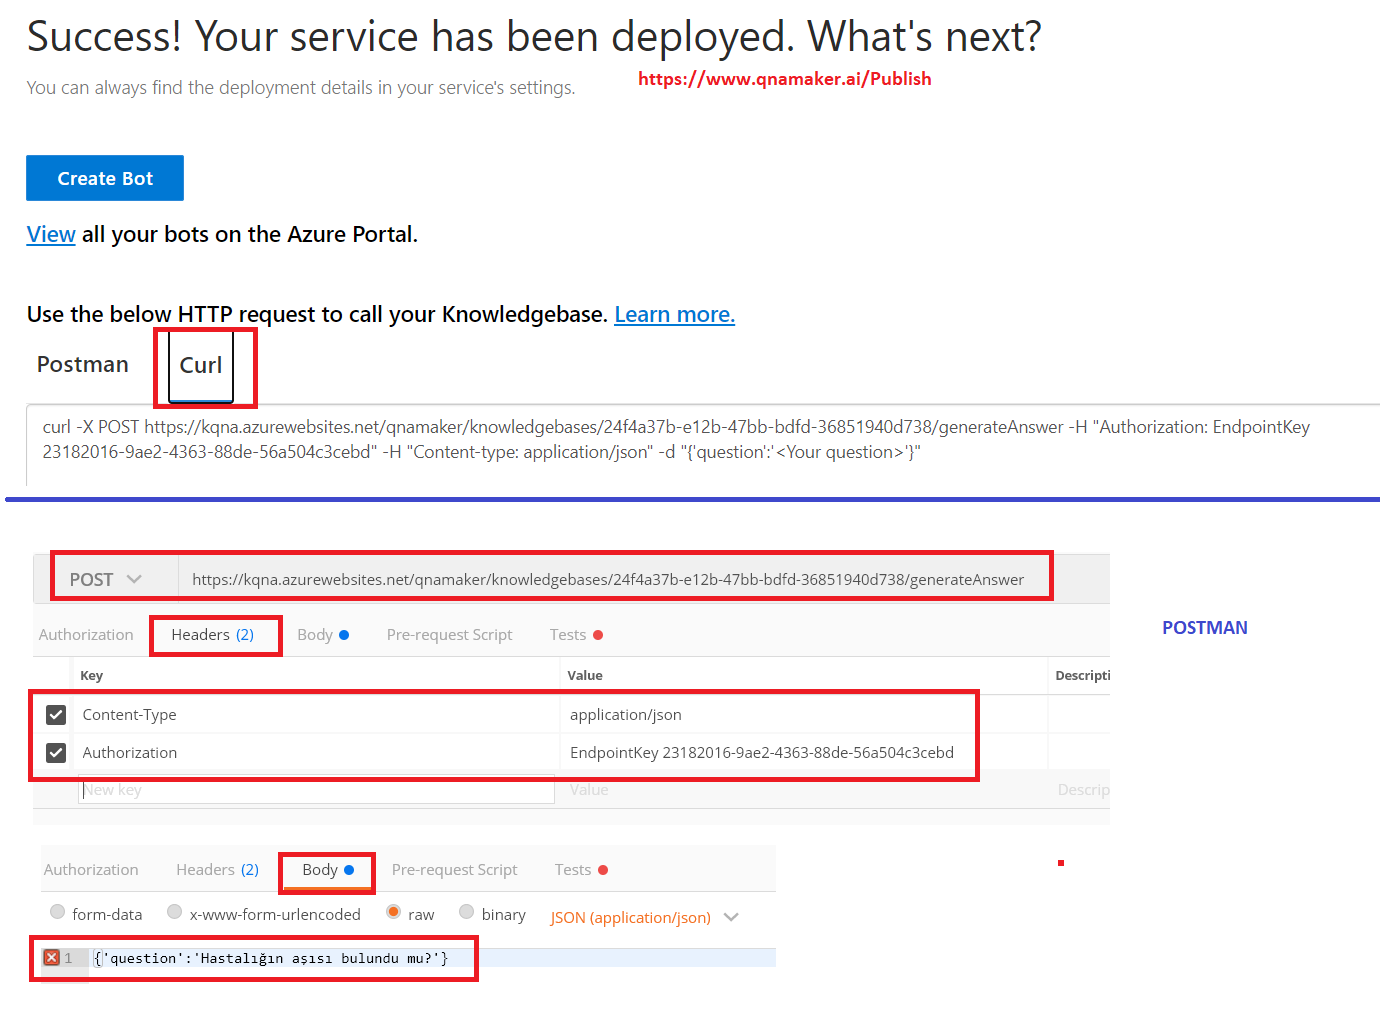 Success! Your service has been deployed. What's next?
You can always find the deployment details in your service's settings.
https://www.qnamaker.ai/Publish
Create Bot
View all your bots on the Azure Portal.
Use the below HTTP request to call your Knowledgebase. Learn more.
Postman Curl
curl -X POST https://kqna.azurewebsites.net/qnamaker/knowledgebases/24f4a37b-e12b-47bb-bdfd-36851940d738/generateAnswer -H "Authorization: EndpointKey
23182016-9ae2-4363-88de-56a504c3cebd" -H "Content-type: application/json" -d "{'question':'<Your question>'}"
POST https://kqna.azurewebsites.net/qnamaker/knowledgebases/24f4a37b-e12b-47bb-bdfd-36851940d738/generateAnswer
Authorization Headers (2) Body Pre-request Script Tests
POSTMAN
Key Value Descripti
Content-Type application/json
Authorization EndpointKey 23182016-9ae2-4363-88de-56a504c3cebd
New key Value Descrip
Authorization Headers (2) Body Pre-request Script Tests
form-data x-www-form-urlencoded raw binary JSON (application/json)
1 {'question':'Hastalığın aşısı bulundu mu?'}